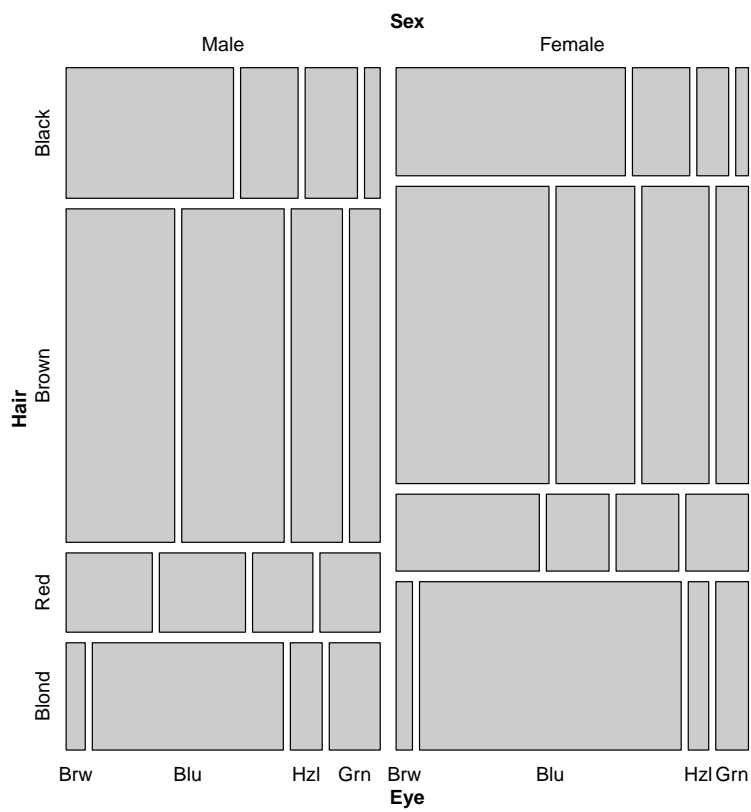 Sex
Male Female
Black
Brown
Hair
Red
Blond
Brw Blu Hzl Grn Brw Blu Hzl Grn
Eye